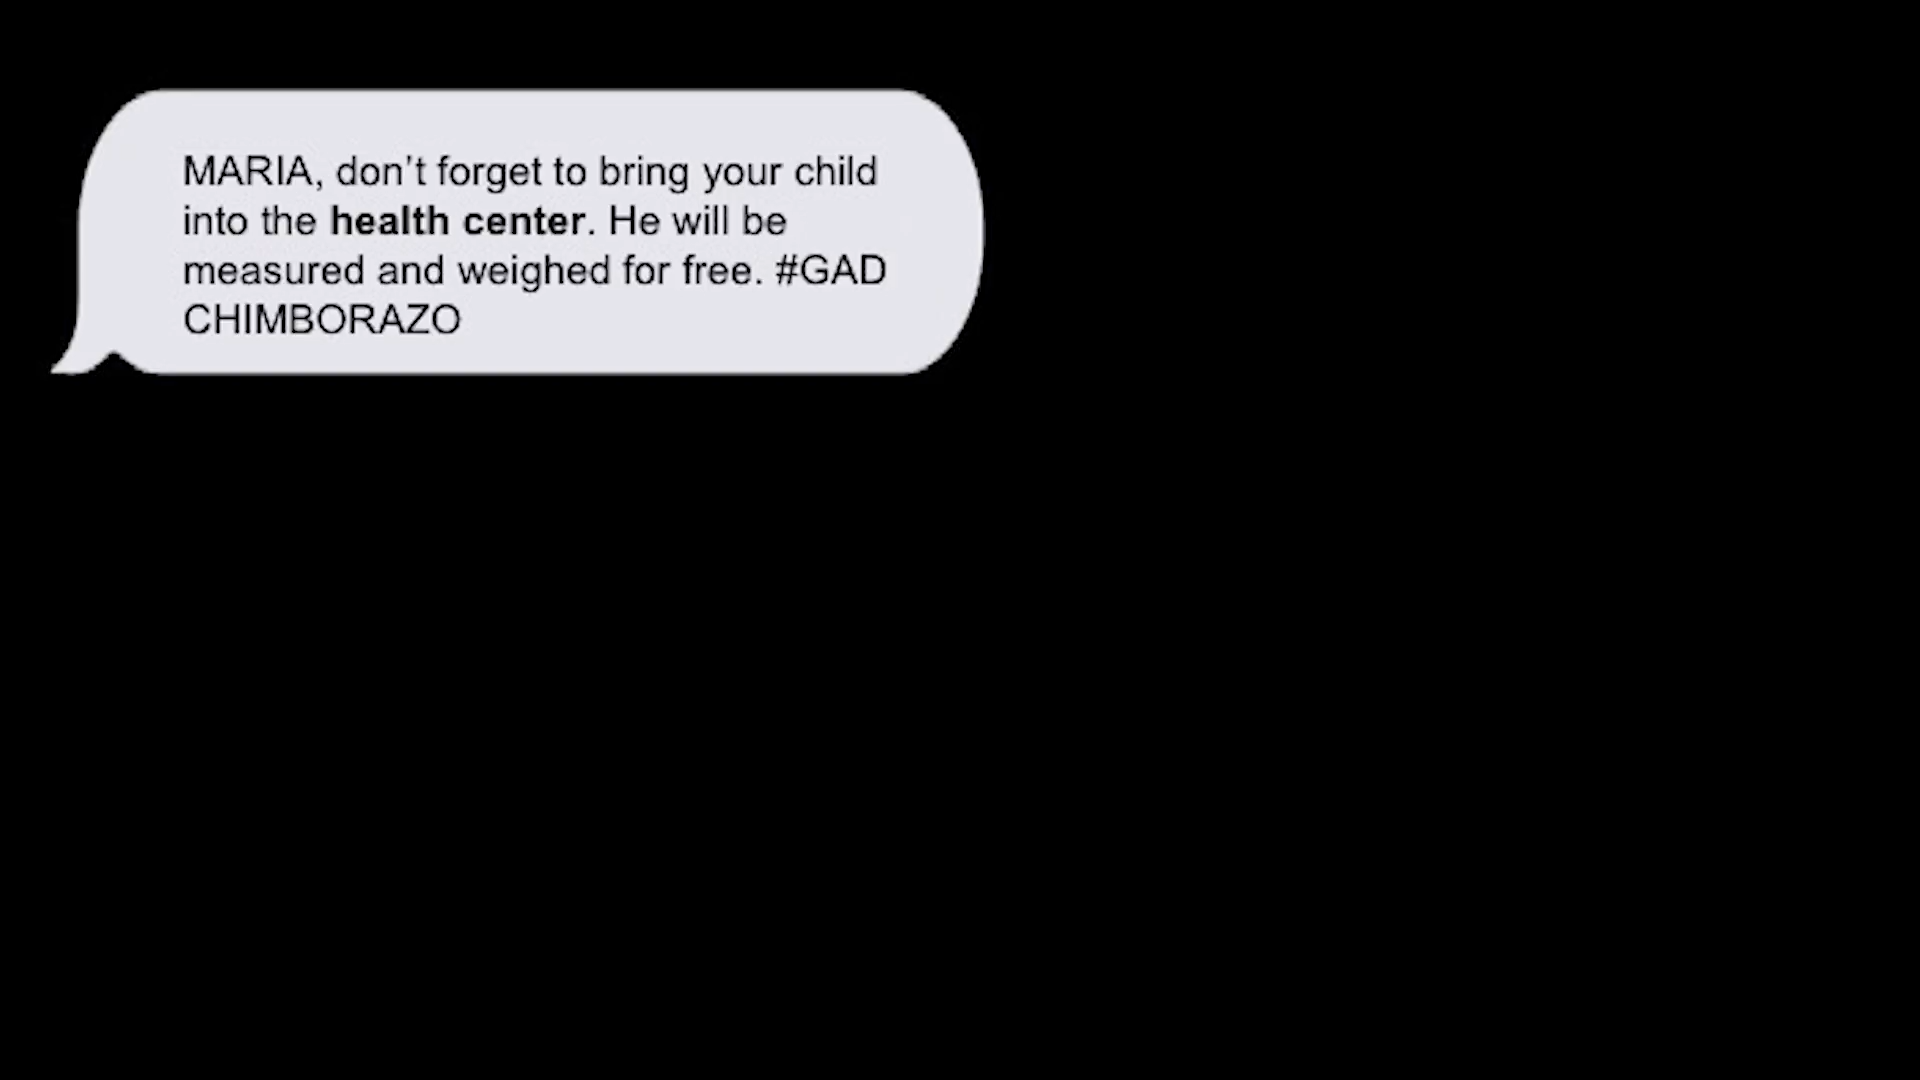 MARIA, don't forget to bring your child
into the health center. He will be
measured and weighed for free. #GAD
CHIMBORAZO